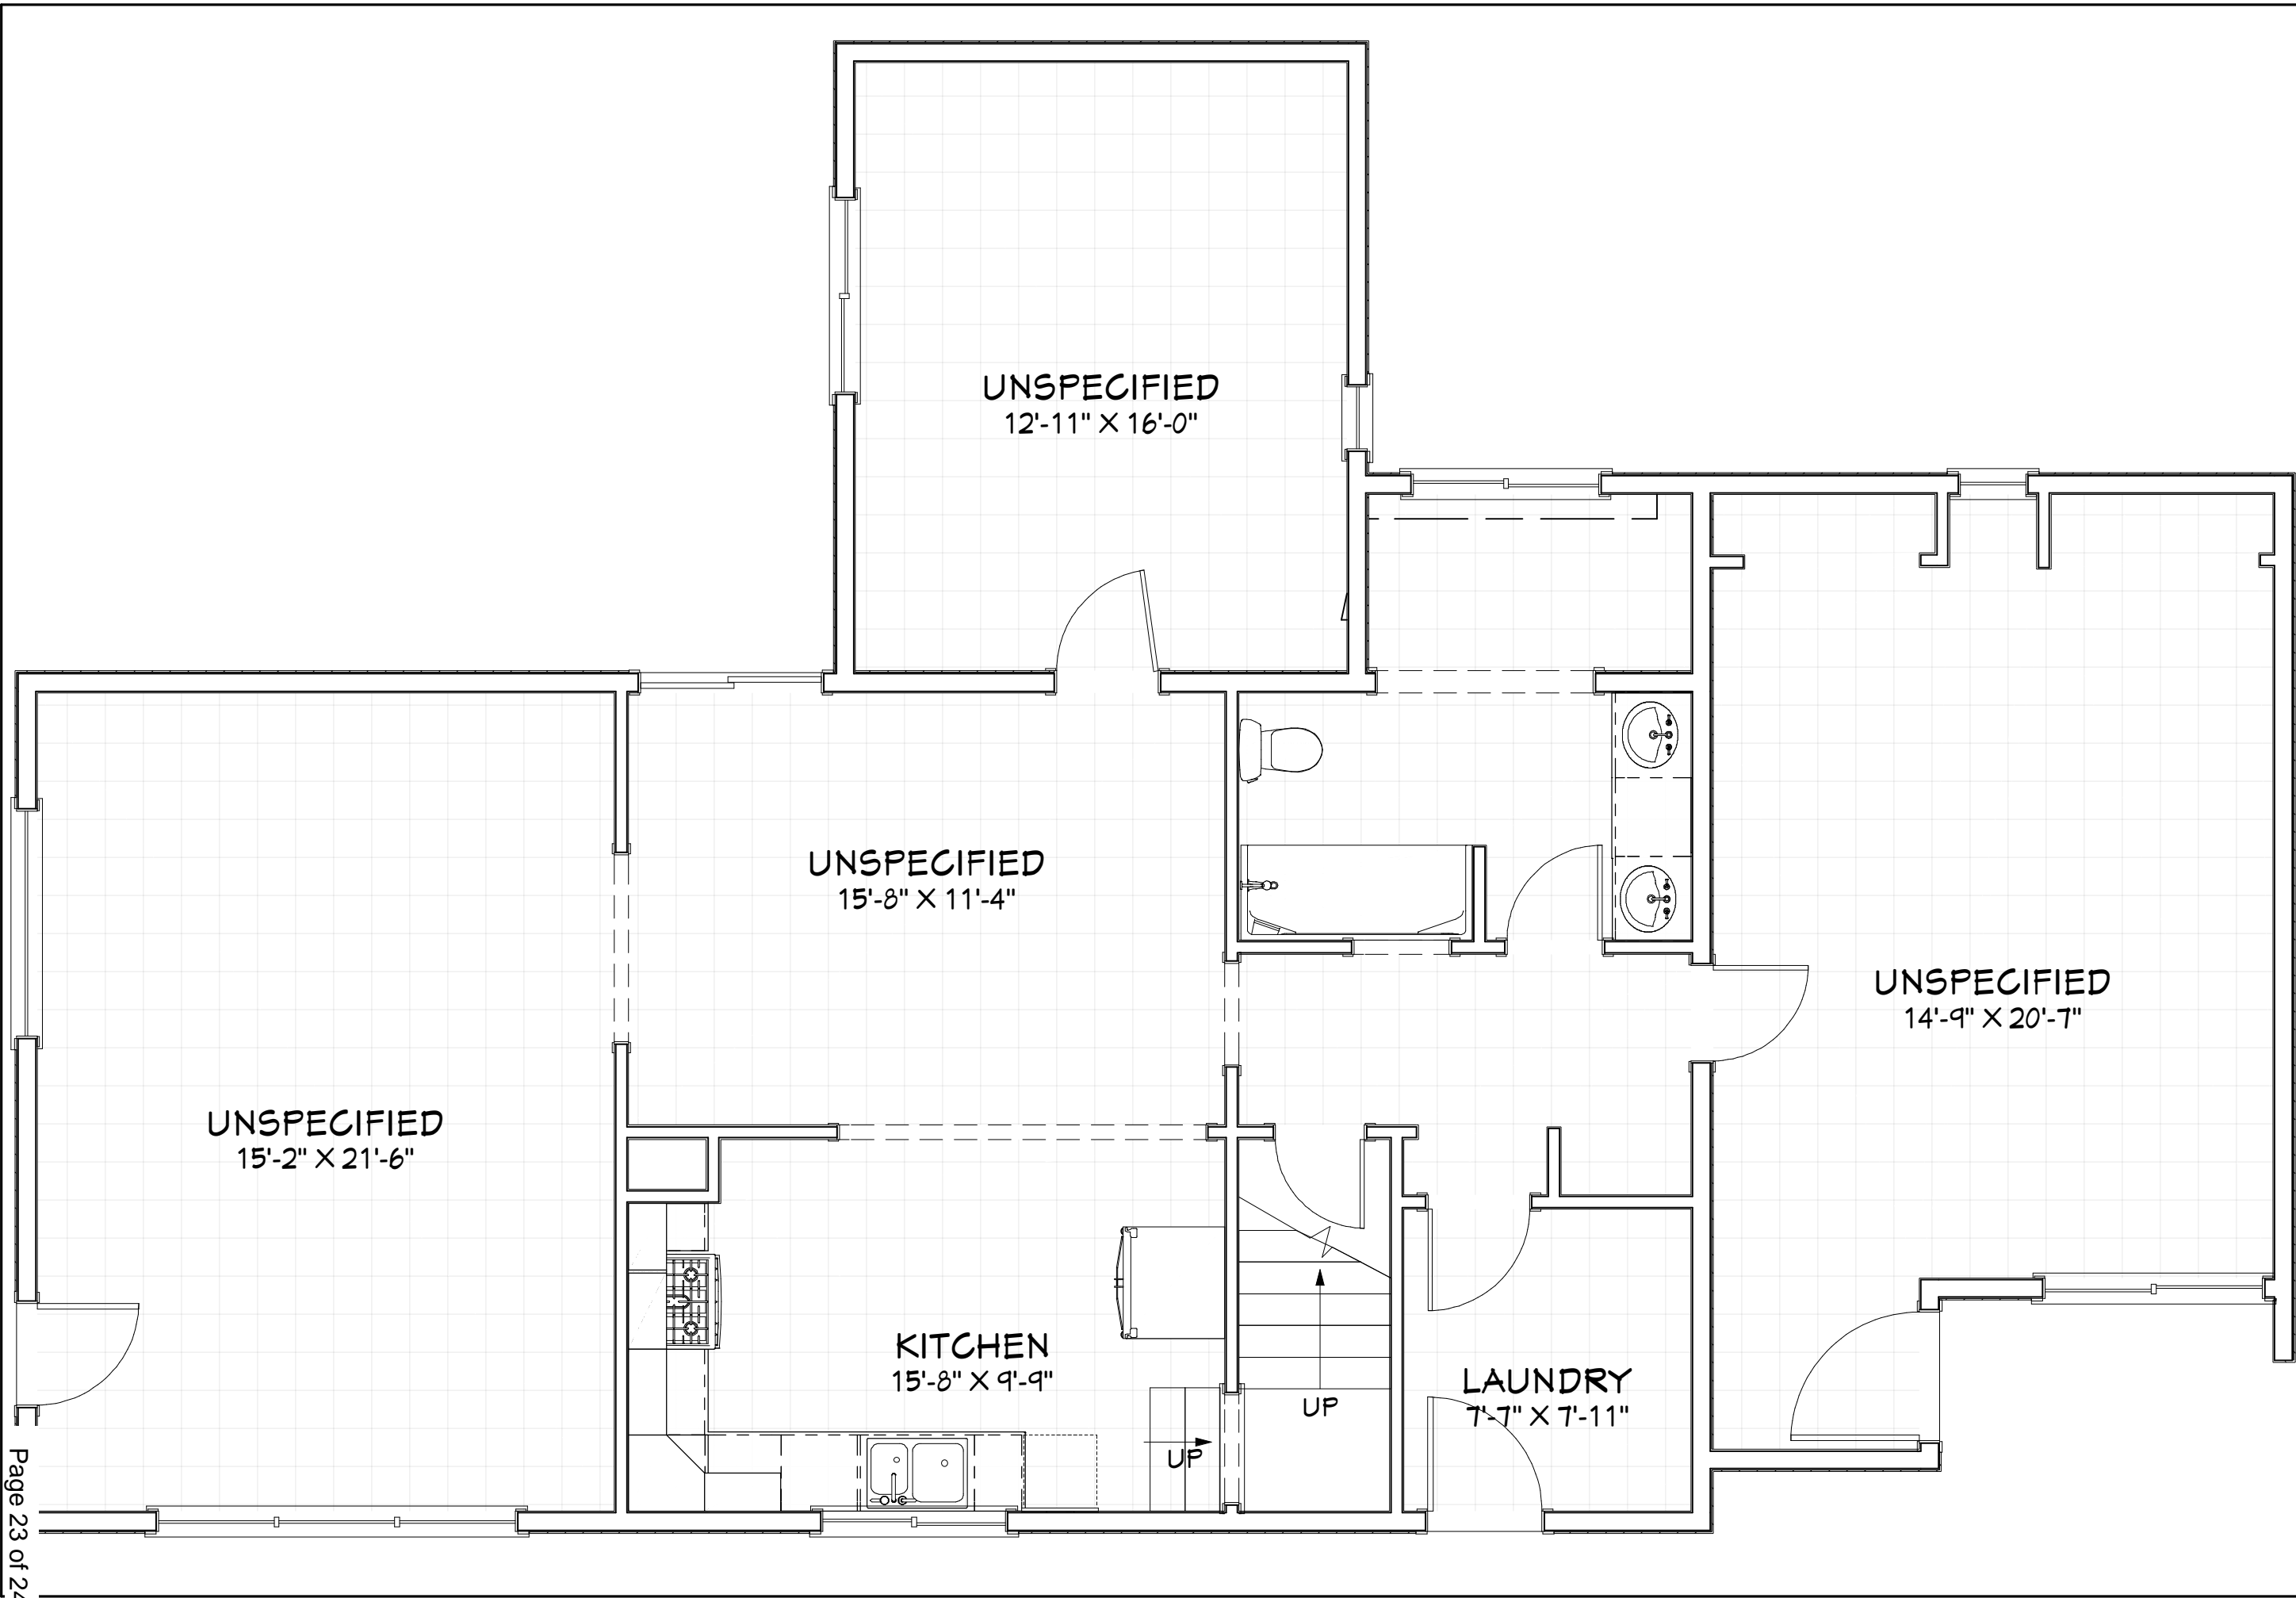 UNSPECIFIED
12'-11" X 16'-0"
UNSPECIFIED
15'-8" X 11'-4"
UNSPECIFIED
14'-9" X 20'-7"
UNSPECIFIED
15'-2" X 21'-6"
KITCHEN
15'-8" X 9'-9"
LAUNDRY
7'-7" X 7'-11"
UP
UP
Page 23 of 24